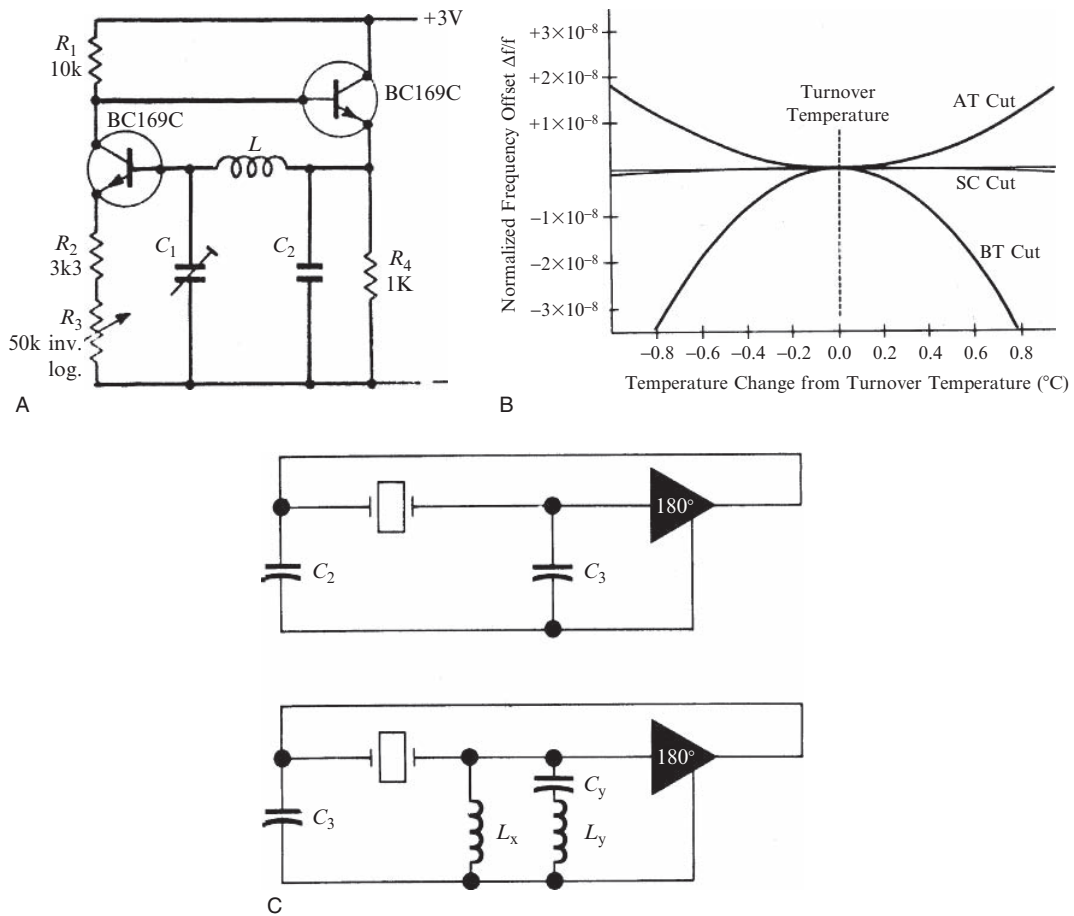 +3V
R1
10k
BC169C
BC169C
L
R2
3k3
C1
C2
R4
1K
R3
50k inv.
log.
–
A
Normalized Frequency Offset Δf/f
+3×10⁻⁸
+2×10⁻⁸
+1×10⁻⁸
−1×10⁻⁸
−2×10⁻⁸
−3×10⁻⁸
Turnover
Temperature
AT Cut
SC Cut
BT Cut
−0.8 −0.6 −0.4 −0.2 0.0 0.2 0.4 0.6 0.8
Temperature Change from Turnover Temperature (°C)
B
180°
C2
C3
180°
C3
Lx
Cy
Ly
C